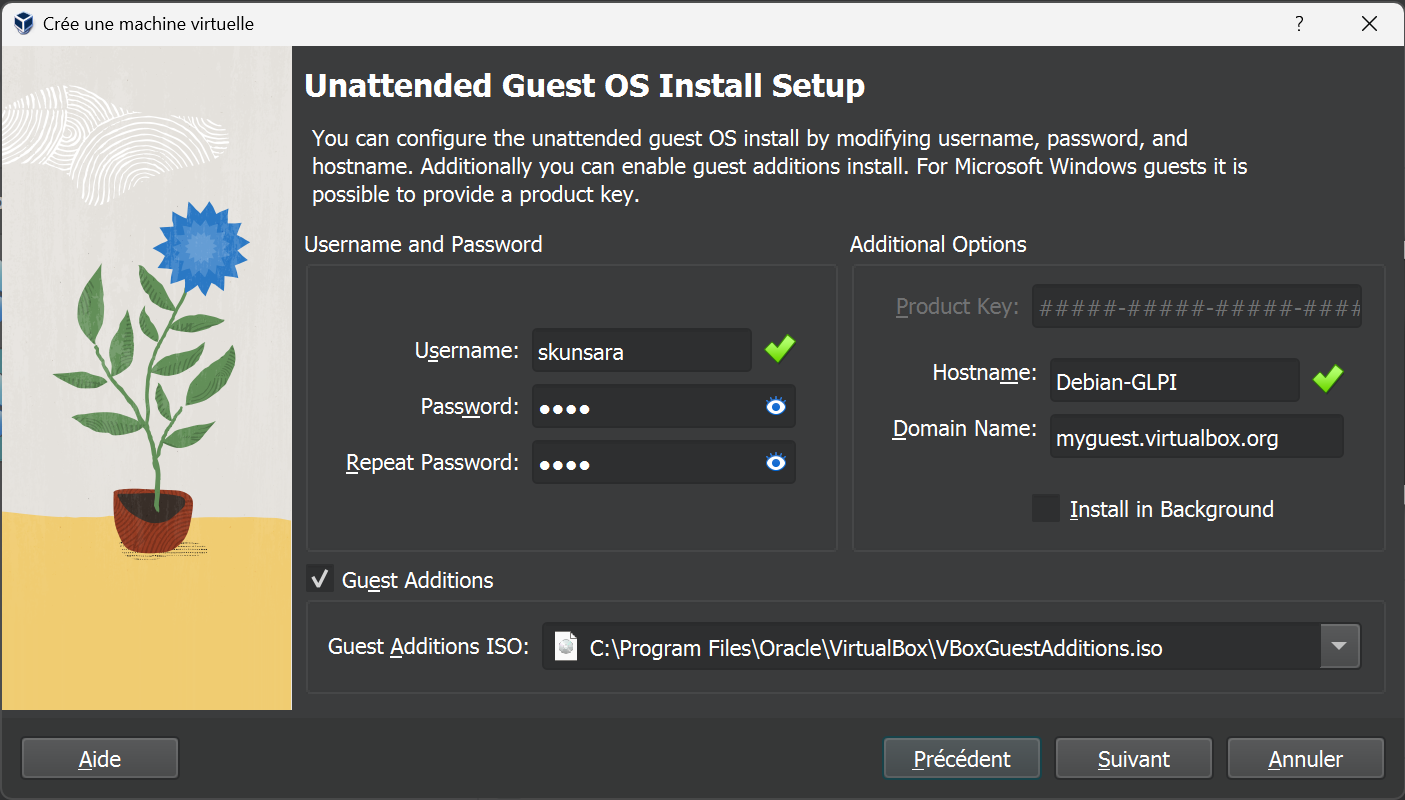 Crée une machine virtuelle
?
Unattended Guest OS Install Setup
You can configure the unattended guest OS install by modifying username, password, and
hostname. Additionally you can enable guest additions install. For Microsoft Windows guests it is
possible to provide a product key.
Username and Password
Username: skunsara
Password: ●●●●
Repeat Password: ●●●●
Additional Options
Product Key: #####-#####-#####-####
Hostname: Debian-GLPI
Domain Name: myguest.virtualbox.org
Install in Background
Guest Additions
Guest Additions ISO: C:\Program Files\Oracle\VirtualBox\VBoxGuestAdditions.iso
Aide
Précédent
Suivant
Annuler